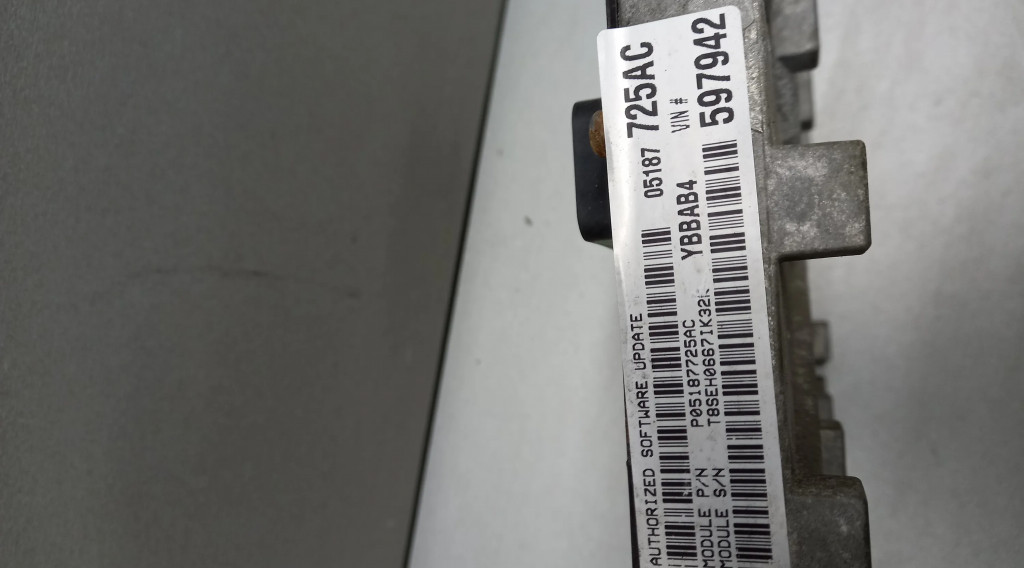 AUTHORIZED SOFTWARE UPDATE 05187 725AC
YBBAB4 VIN#
MODULE P/N P05187725AC 597942
MODULE S/N T8SEH0667IK32K